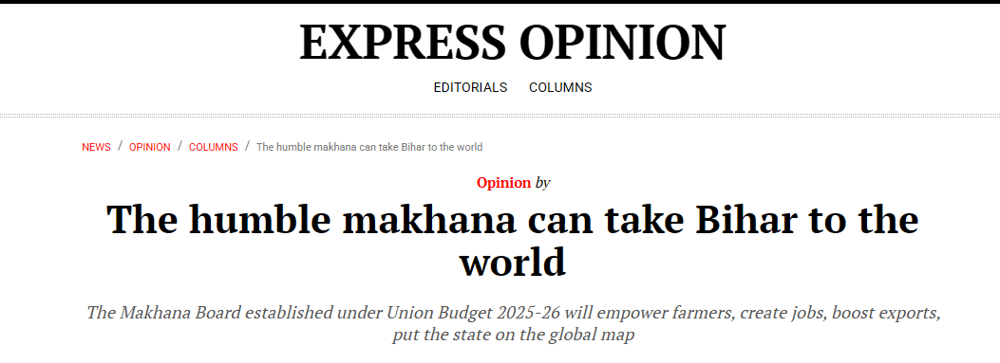 EXPRESS OPINION
EDITORIALS COLUMNS
NEWS / OPINION / COLUMNS / The humble makhana can take Bihar to the world
Opinion by
The humble makhana can take Bihar to the
world
The Makhana Board established under Union Budget 2025-26 will empower farmers, create jobs, boost exports,
put the state on the global map